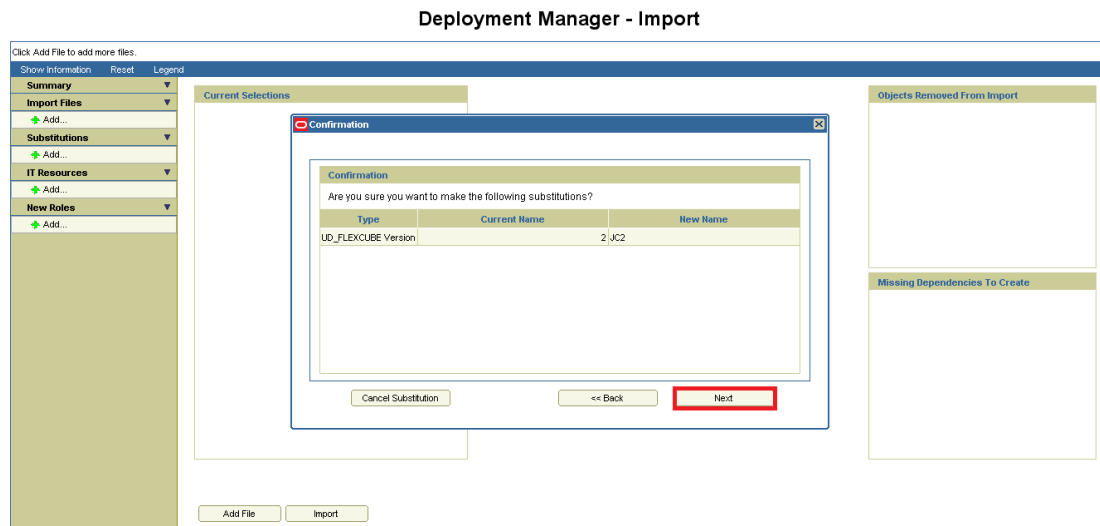 Deployment Manager - Import
Click Add File to add more files.
Show Information Reset Legend
Summary
Import Files
Add...
Substitutions
Add...
IT Resources
Add...
New Roles
Add...
Current Selections
Objects Removed From Import
Missing Dependencies To Create
Confirmation
Confirmation
Are you sure you want to make the following substitutions?
Type Current Name New Name
UD_FLEXCUBE Version 2 JC2
Cancel Substitution << Back Next
Add File Import